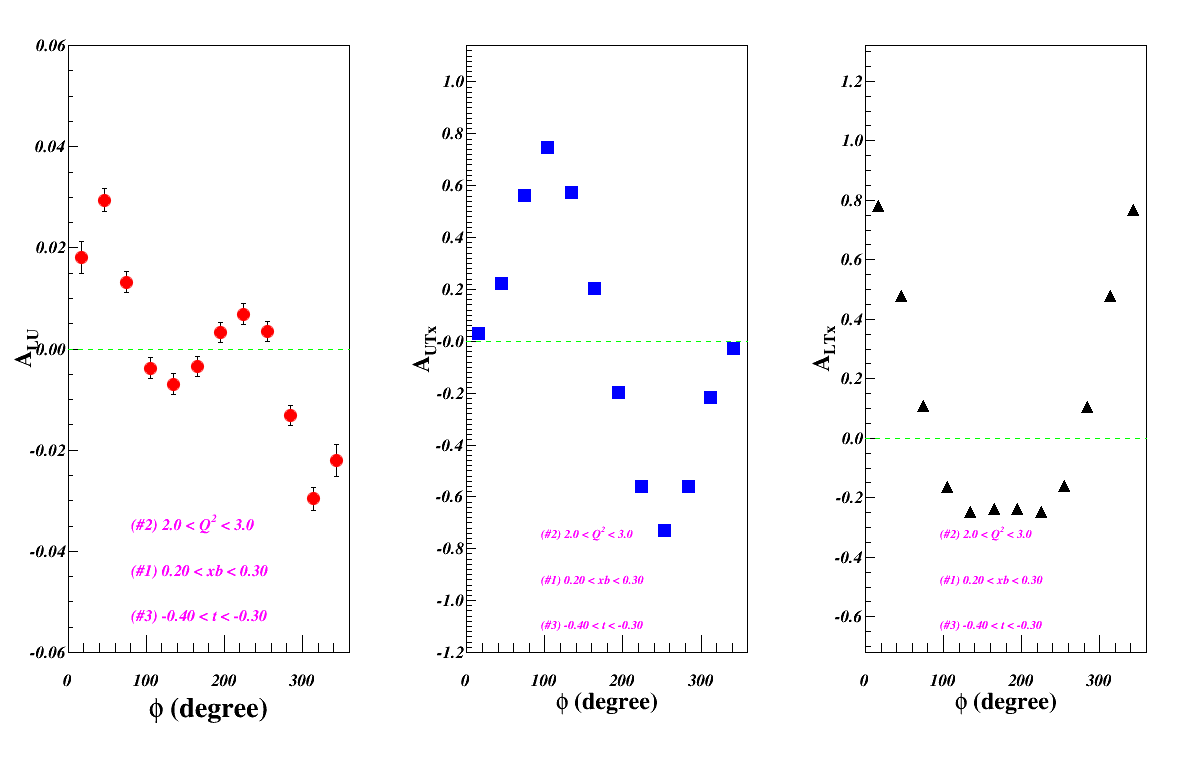 0.06
0.04
0.02
0.00
-0.02
-0.04
-0.06
A_LU
(#2) 2.0 < Q² < 3.0
(#1) 0.20 < xb < 0.30
(#3) -0.40 < t < -0.30
0 100 200 300
ϕ (degree)
1.0
0.8
0.6
0.4
0.2
-0.0
-0.2
-0.4
-0.6
-0.8
-1.0
-1.2
A_UTx
(#2) 2.0 < Q² < 3.0
(#1) 0.20 < xb < 0.30
(#3) -0.40 < t < -0.30
0 100 200 300
ϕ (degree)
1.2
1.0
0.8
0.6
0.4
0.2
0.0
-0.2
-0.4
-0.6
A_LTx
(#2) 2.0 < Q² < 3.0
(#1) 0.20 < xb < 0.30
(#3) -0.40 < t < -0.30
0 100 200 300
ϕ (degree)